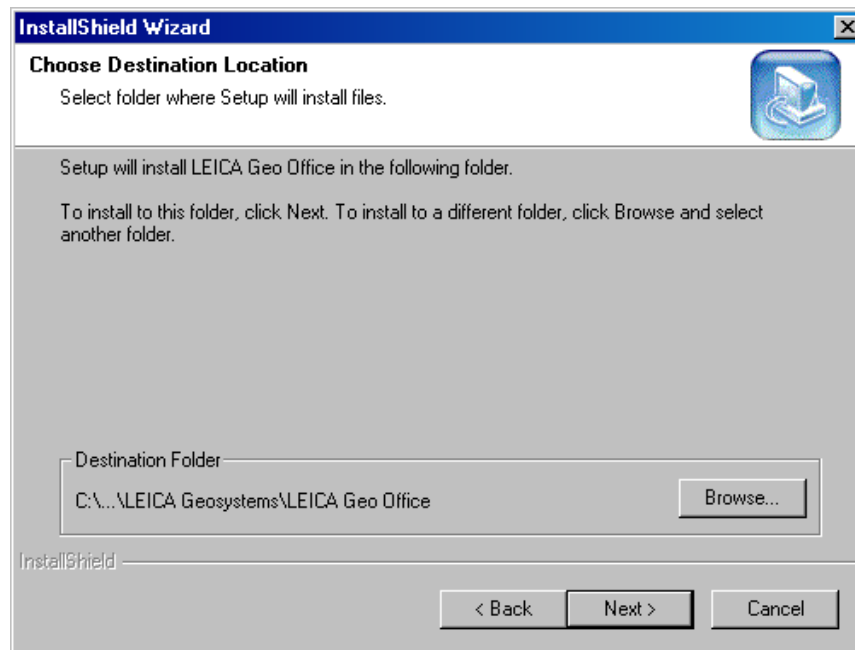 InstallShield Wizard
Choose Destination Location
Select folder where Setup will install files.
Setup will install LEICA Geo Office in the following folder.
To install to this folder, click Next. To install to a different folder, click Browse and select
another folder.
Destination Folder
C:\...\LEICA Geosystems\LEICA Geo Office
Browse...
InstallShield
< Back
Next >
Cancel